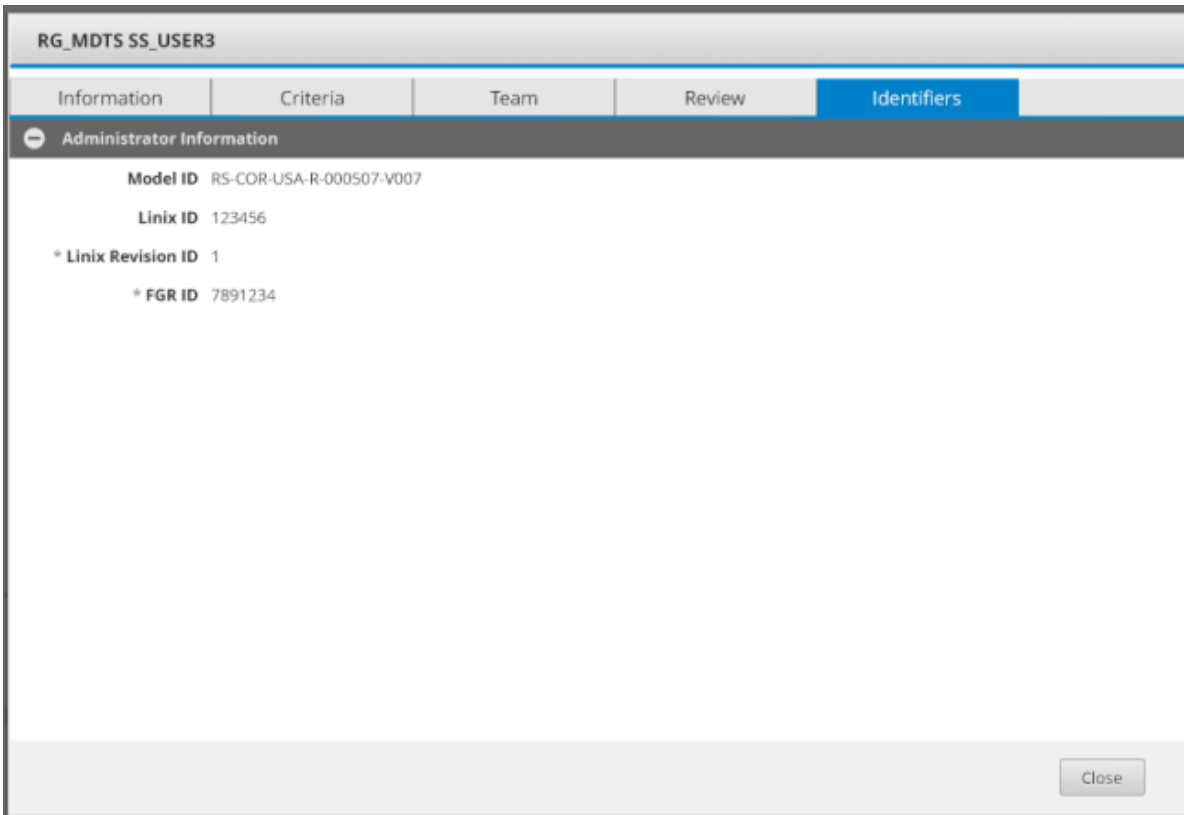 RG_MDTS SS_USER3
Information Criteria Team Review Identifiers
Administrator Information
Model ID RS-COR-USA-R-000507-V007
Linix ID 123456
* Linix Revision ID 1
* FGR ID 7891234
Close